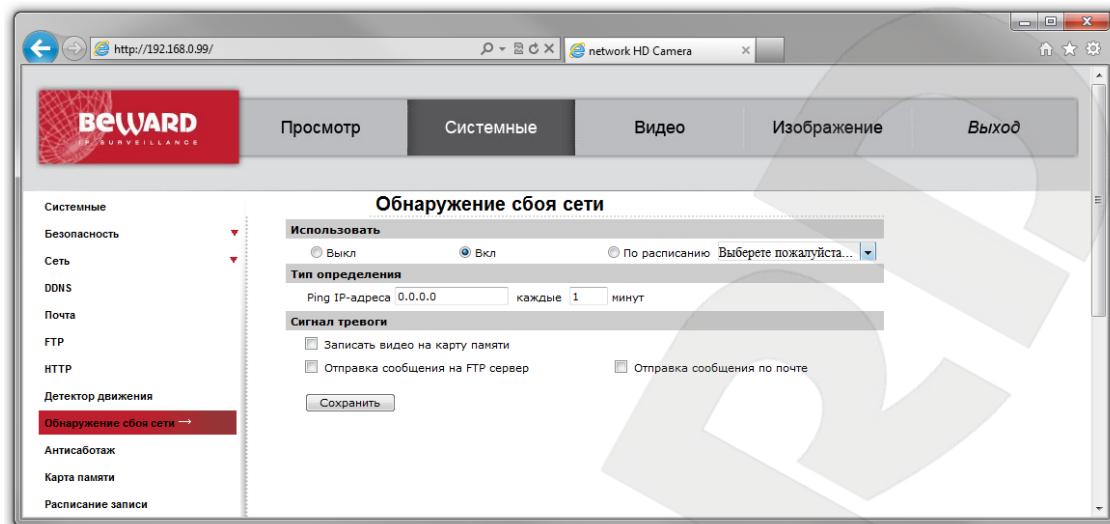 http://192.168.0.99/
network HD Camera
BEWARD
IP SURVEILLANCE
Просмотр
Системные
Видео
Изображение
Выход
Системные
Безопасность
Сеть
DDNS
Почта
FTP
HTTP
Детектор движения
Обнаружение сбоя сети →
Антисаботаж
Карта памяти
Расписание записи
Обнаружение сбоя сети
Использовать
Выкл Вкл По расписанию Выберете пожалуйста...
Тип определения
Ping IP-адреса 0.0.0.0 каждые 1 минут
Сигнал тревоги
Записать видео на карту памяти
Отправка сообщения на FTP сервер Отправка сообщения по почте
Сохранить